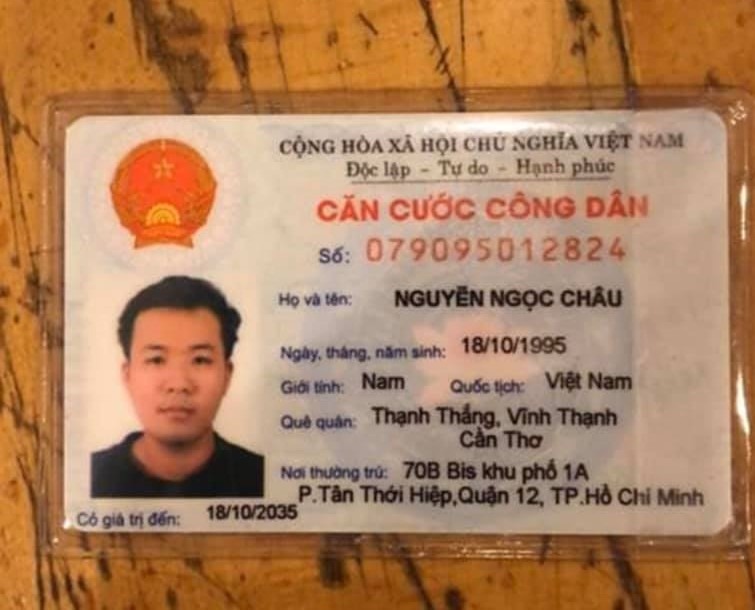 CỘNG HÒA XÃ HỘI CHỦ NGHĨA VIỆT NAM
Độc lập - Tự do - Hạnh phúc
CĂN CƯỚC CÔNG DÂN
Số: 079095012824
Họ và tên: NGUYỄN NGỌC CHÂU
Ngày, tháng, năm sinh: 18/10/1995
Giới tính: Nam Quốc tịch: Việt Nam
Quê quán: Thạnh Thắng, Vĩnh Thạnh
Cần Thơ
Nơi thường trú: 70B Bis khu phố 1A
P.Tân Thới Hiệp,Quận 12, TP.Hồ Chí Minh
Có giá trị đến: 18/10/2035